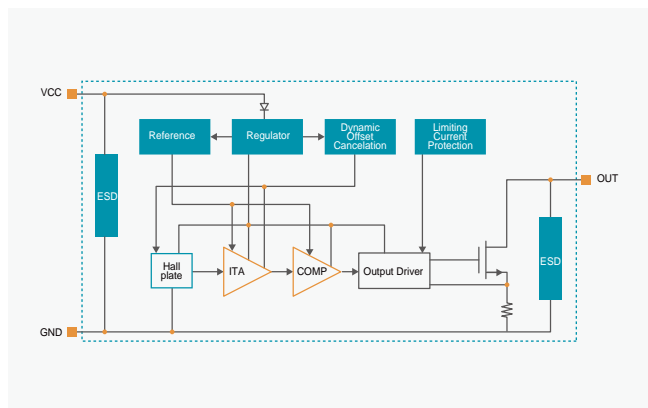 VCC
Reference
Regulator
Dynamic
Offset
Cancelation
Limiting
Current
Protection
ESD
OUT
Hall
plate
ITA
COMP
Output Driver
ESD
GND